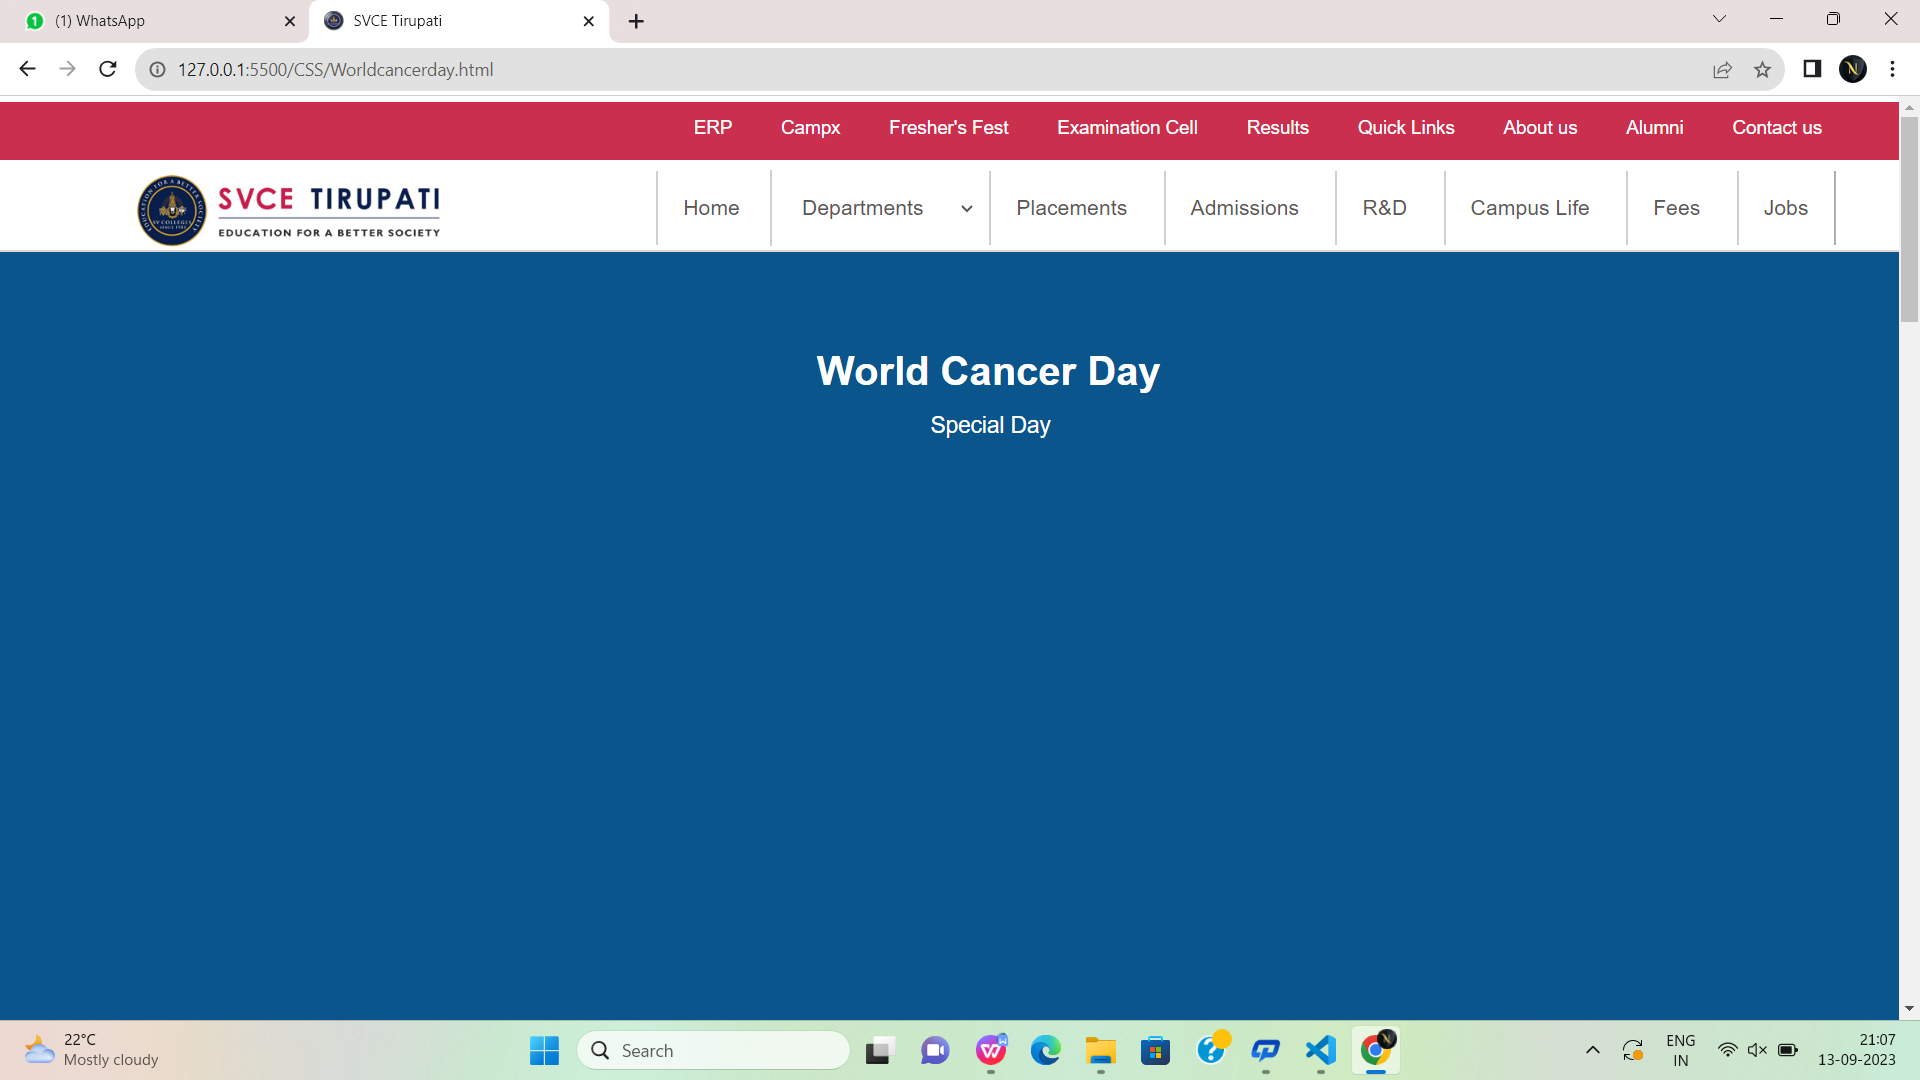 (1) WhatsApp
SVCE Tirupati
127.0.0.1:5500/CSS/Worldcancerday.html
ERP Campx Fresher's Fest Examination Cell Results Quick Links About us Alumni Contact us
SVCE TIRUPATI
EDUCATION FOR A BETTER SOCIETY
Home Departments Placements Admissions R&D Campus Life Fees Jobs
World Cancer Day
Special Day
22°C
Mostly cloudy
Search
ENG
IN
21:07
13-09-2023